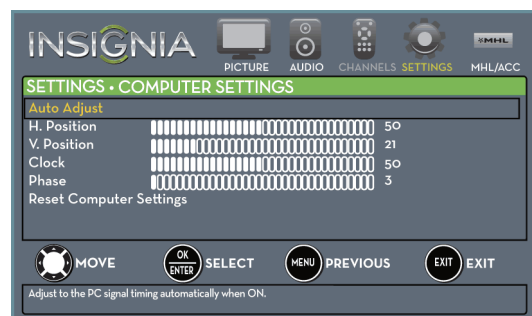 INSIGNIA
PICTURE AUDIO CHANNELS SETTINGS MHL MHL/ACC
SETTINGS • COMPUTER SETTINGS
Auto Adjust
H. Position 50
V. Position 21
Clock 50
Phase 3
Reset Computer Settings
MOVE OK ENTER SELECT MENU PREVIOUS EXIT EXIT
Adjust to the PC signal timing automatically when ON.